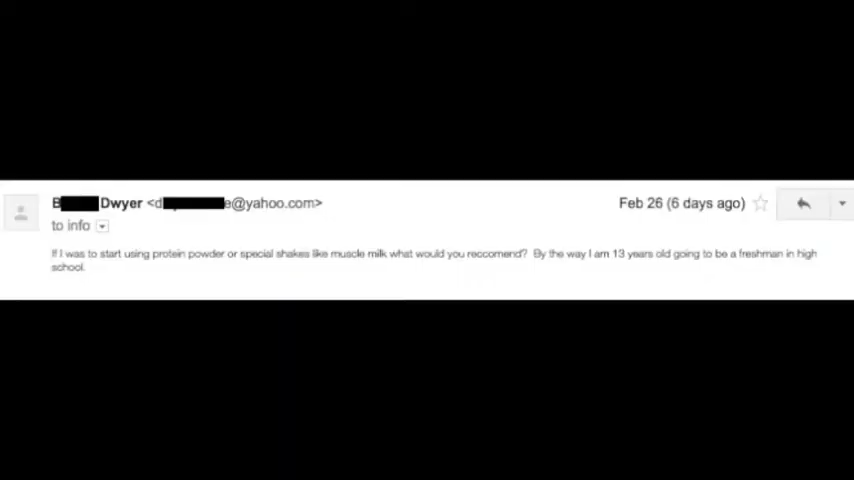 B Dwyer <d e@yahoo.com> Feb 26 (6 days ago)
to info
If I was to start using protein powder or special shakes like muscle milk what would you reccomend? By the way I am 13 years old going to be a freshman in high
school.